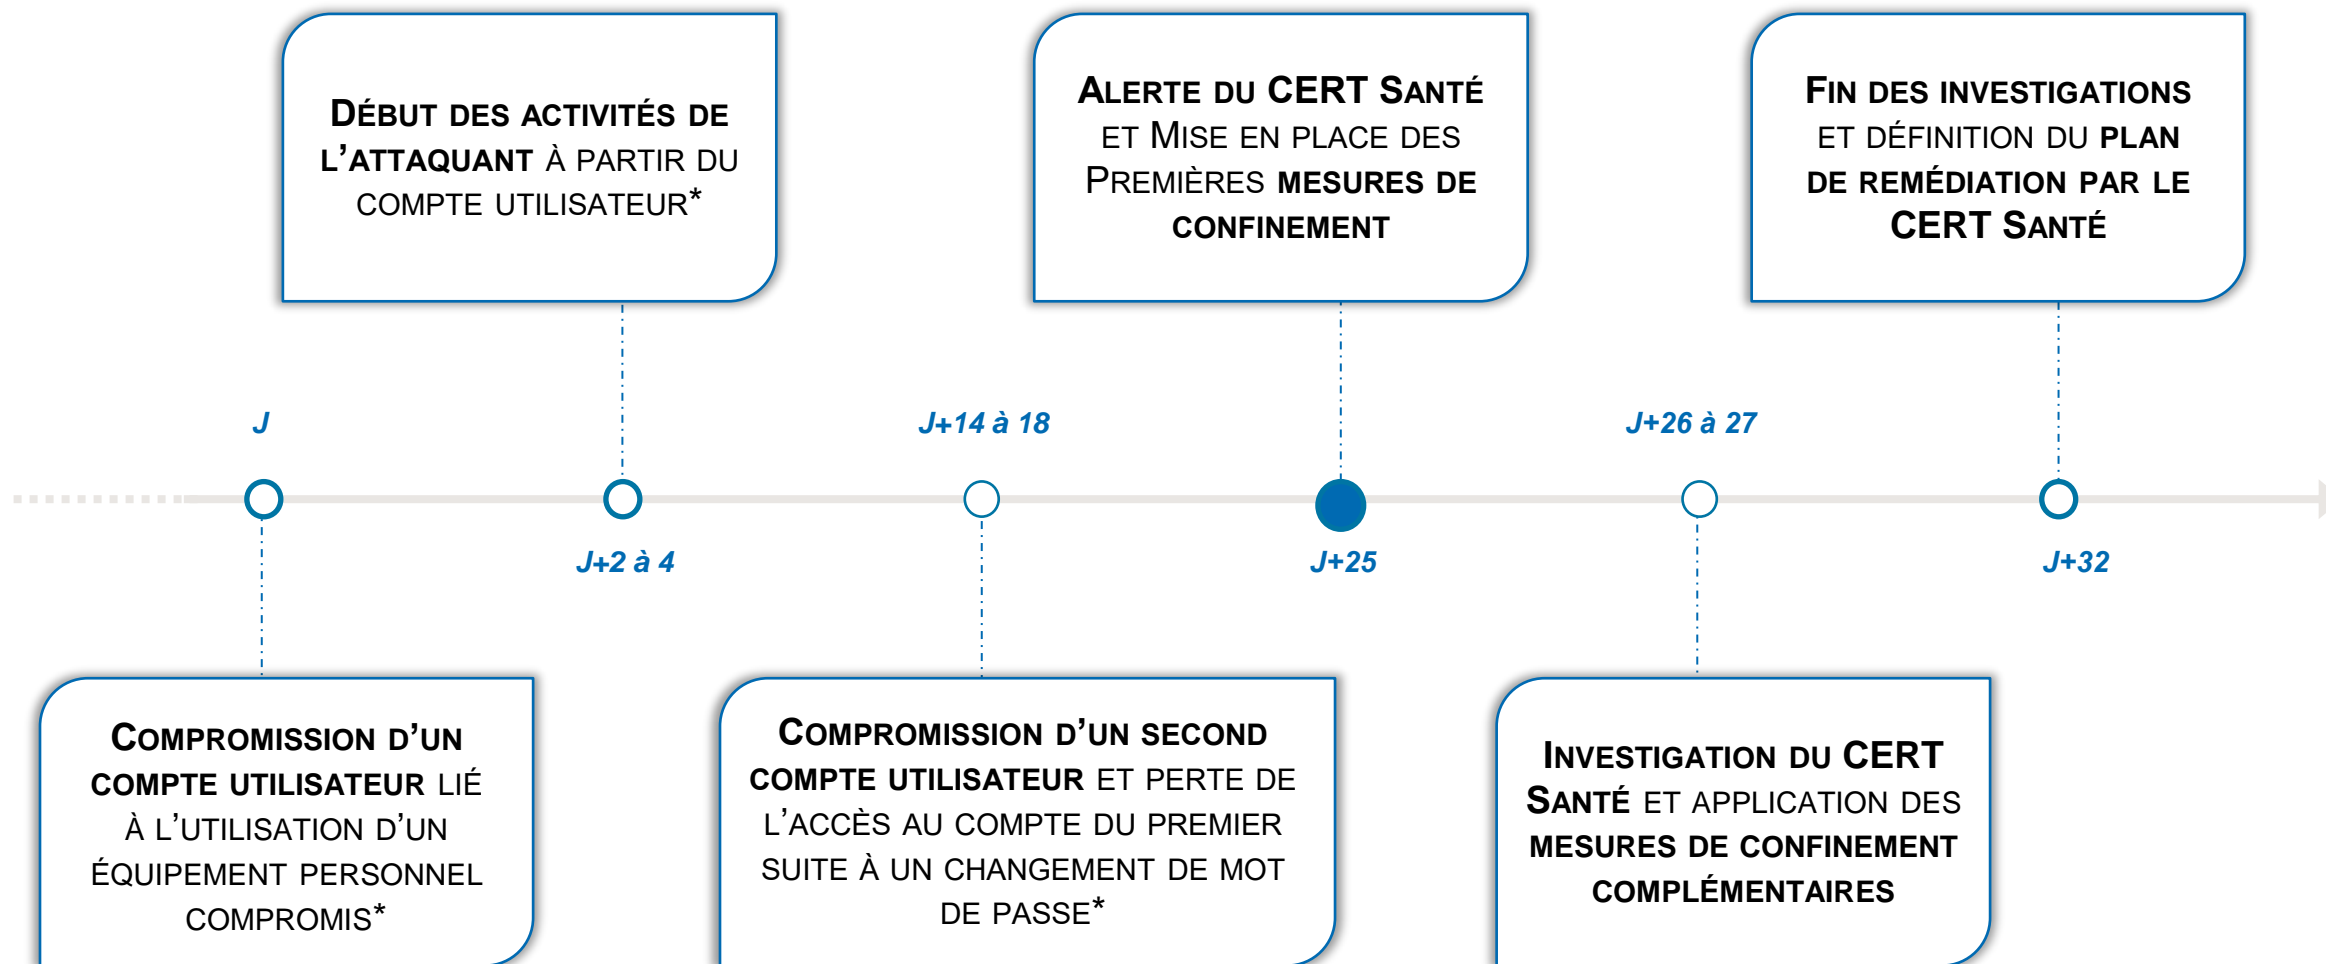 Début des activités de
l’attaquant à partir du
compte utilisateur*
Alerte du CERT Santé
et Mise en place des
Premières mesures de
confinement
Fin des investigations
et définition du plan
de remédiation par le
CERT Santé
J
J+14 à 18
J+26 à 27
J+2 à 4
J+25
J+32
Compromission d’un
compte utilisateur lié
à l’utilisation d’un
équipement personnel
compromis*
Compromission d’un second
compte utilisateur et perte de
l’accès au compte du premier
suite à un changement de mot
de passe*
Investigation du CERT
Santé et application des
mesures de confinement
complémentaires